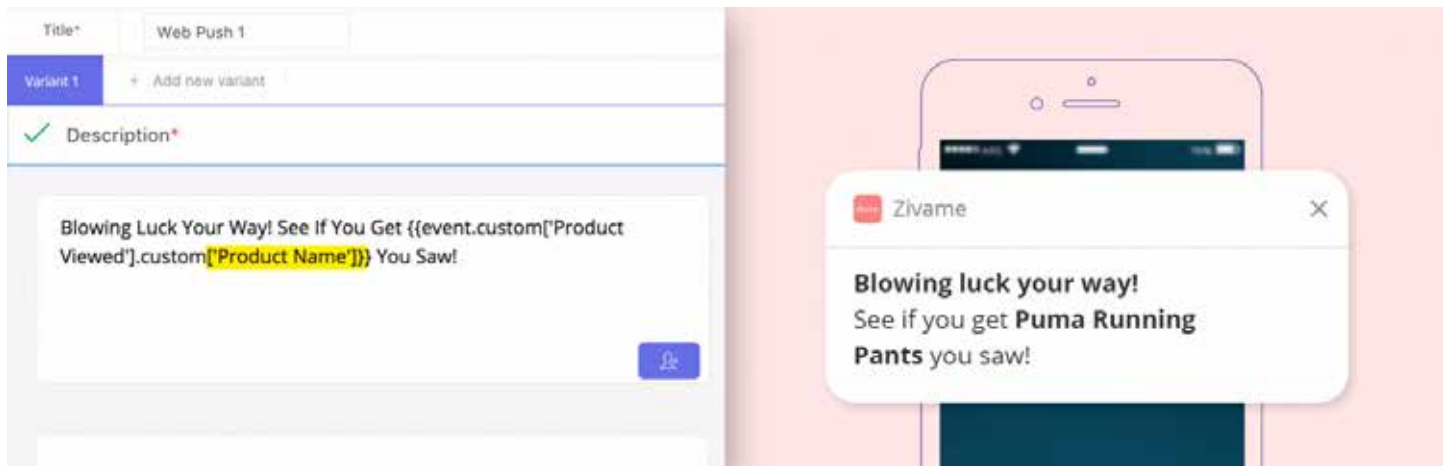 Title*
Web Push 1
Variant 1
+ Add new variant
Description*
Blowing Luck Your Way! See If You Get {{event.custom['Product
Viewed'].custom['Product Name']}} You Saw!
Zivame
Blowing luck your way!
See if you get Puma Running
Pants you saw!